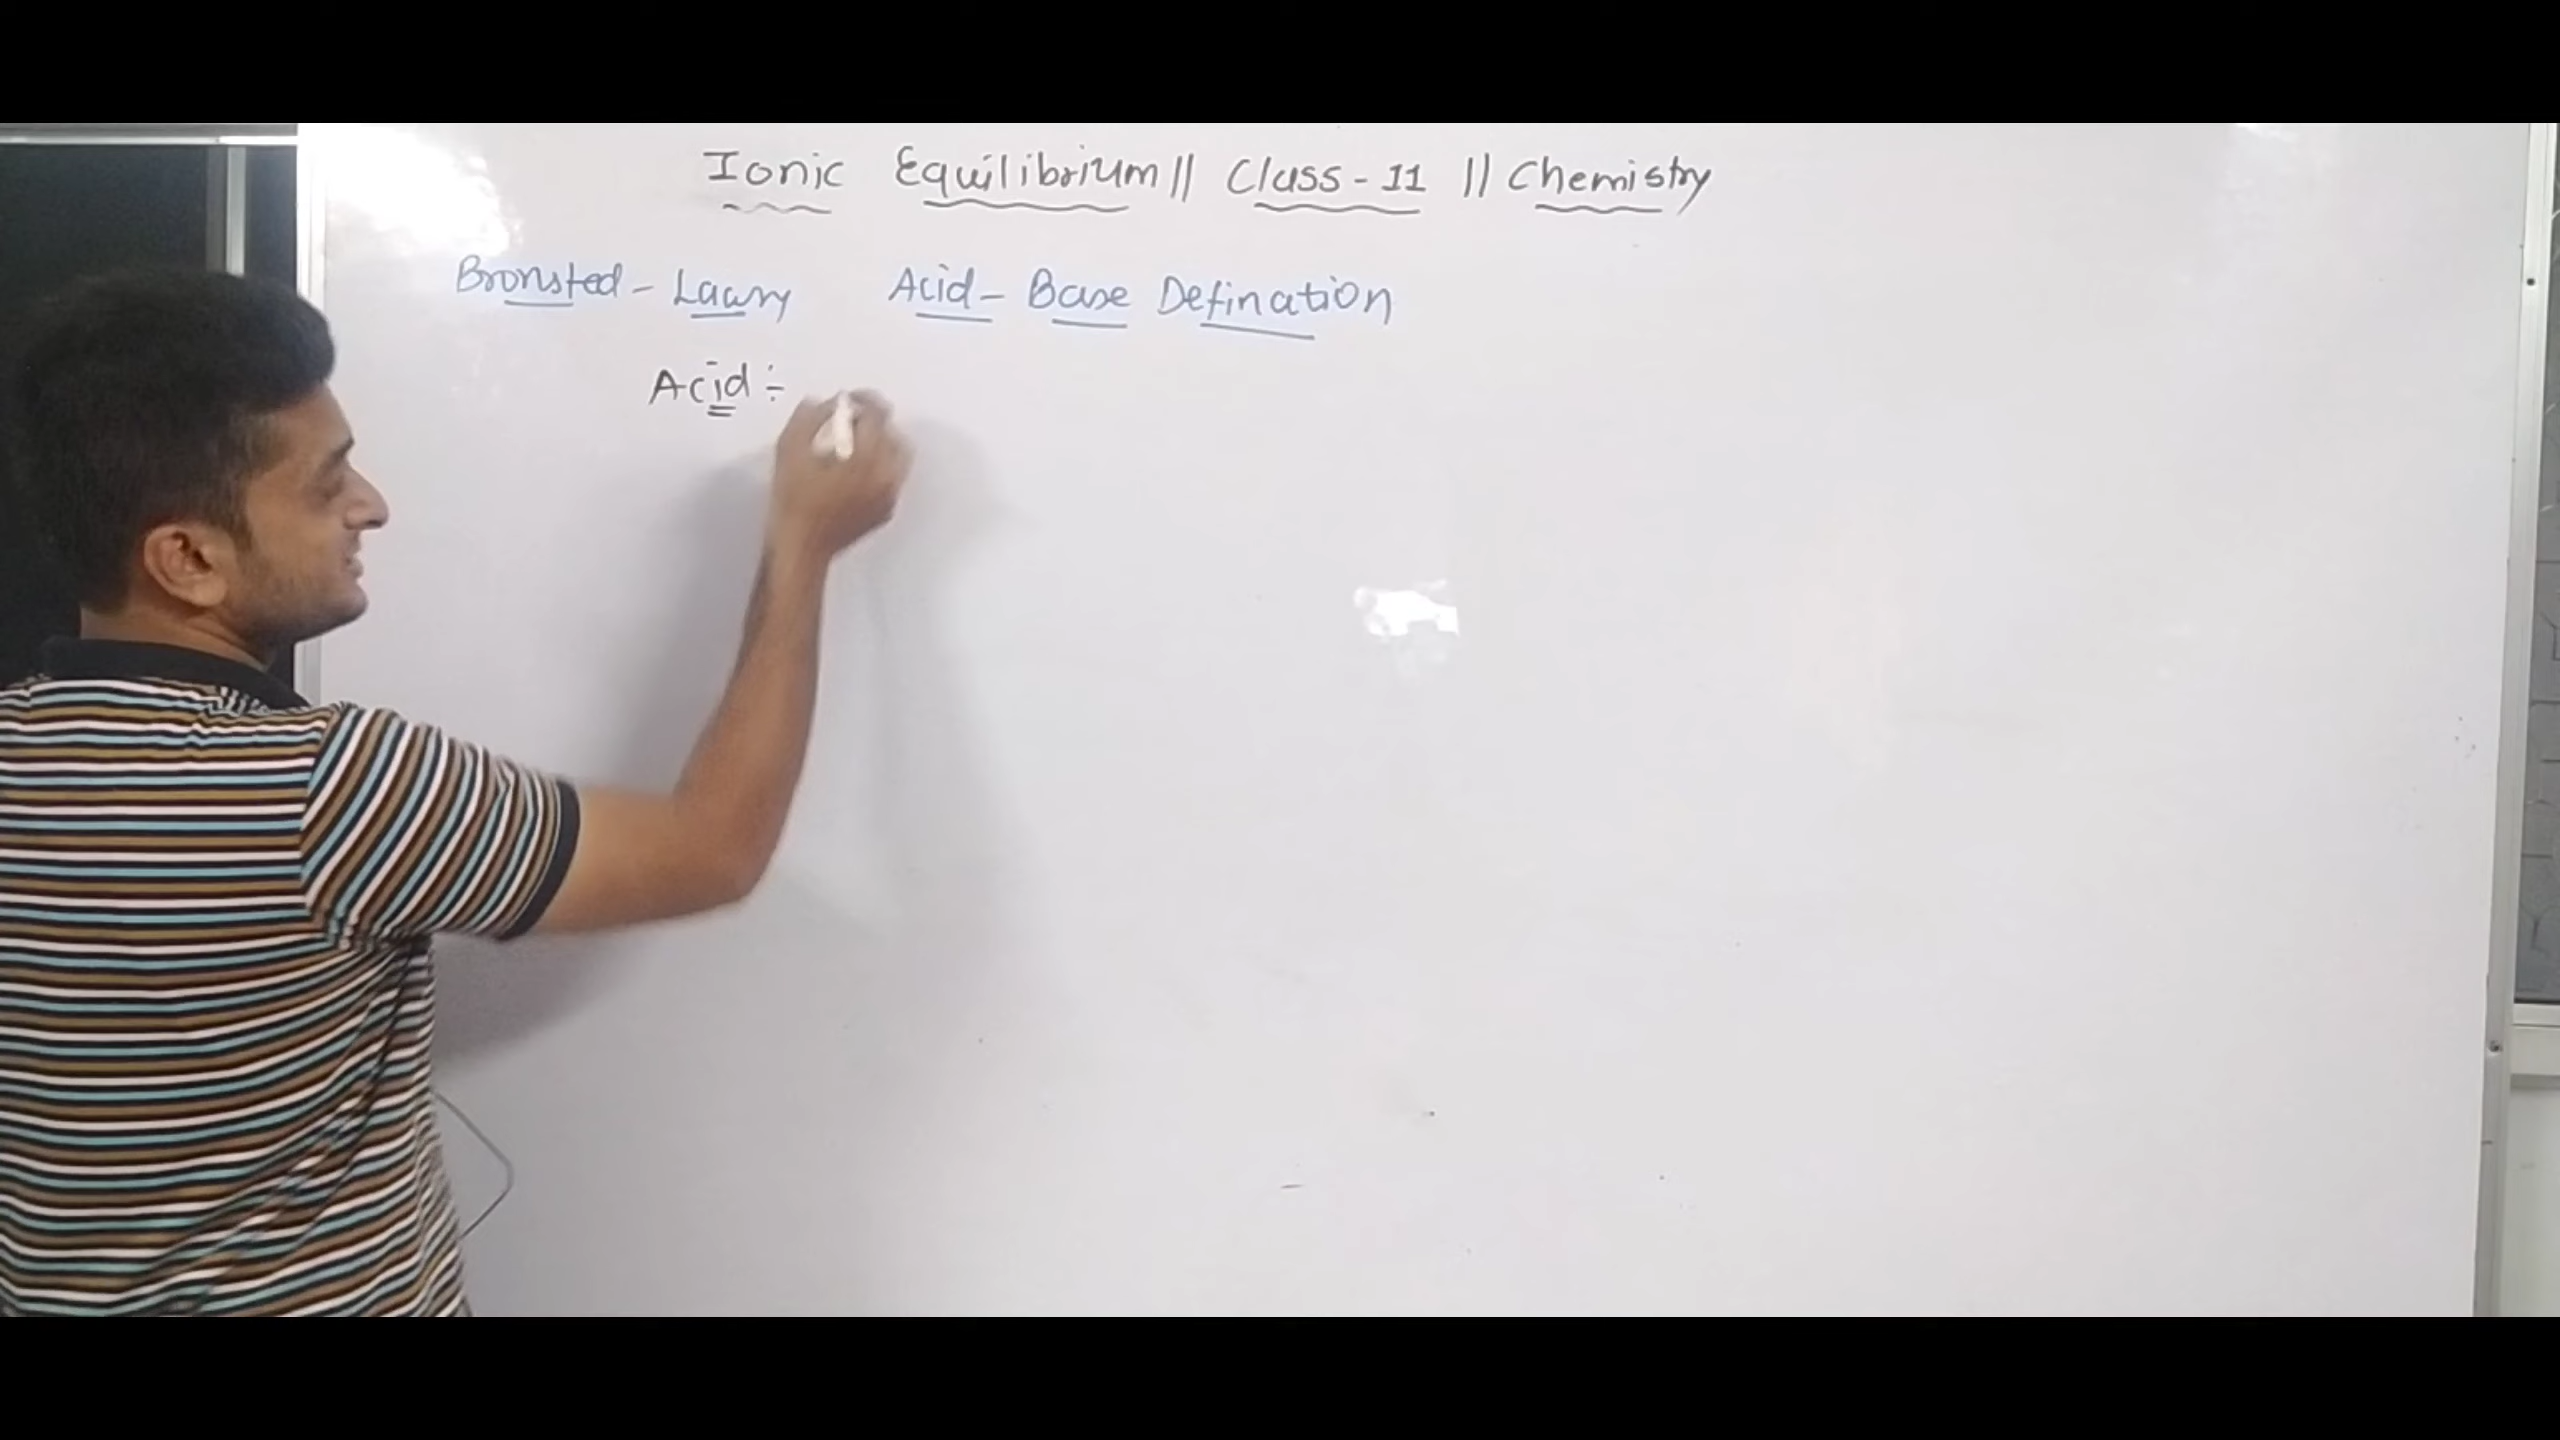 Ionic Equilibrium || Class-11 || Chemistry
Bronsted - Lawry Acid - Base Defination
Acid ÷